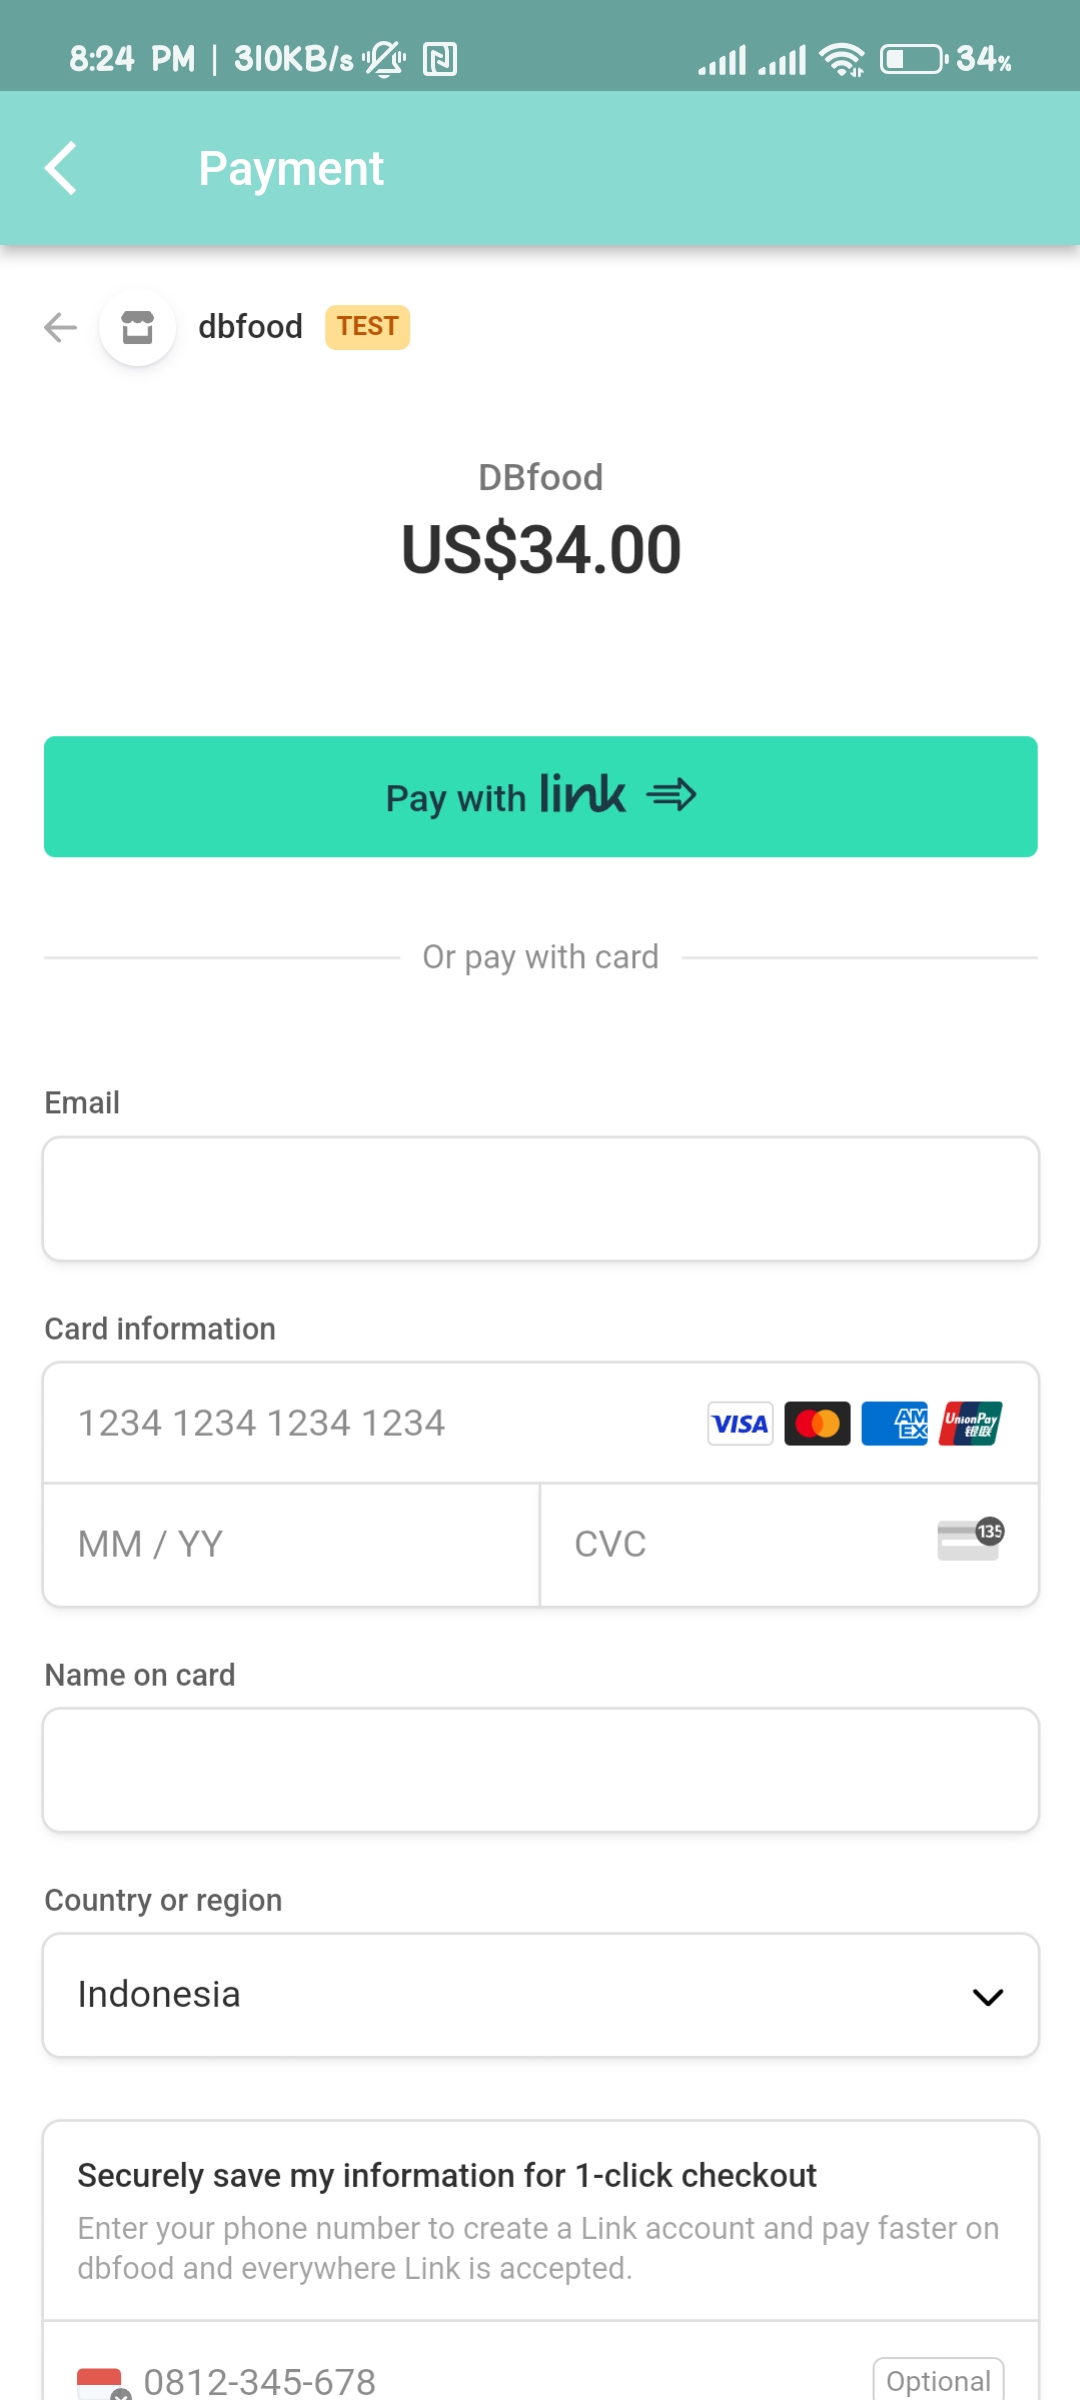 8:24 PM | 310KB/s 34%
Payment
dbfood TEST
DBfood
US$34.00
Pay with link
Or pay with card
Email
Card information
1234 1234 1234 1234 VISA AMEX UnionPay 银联
MM / YY CVC 135
Name on card
Country or region
Indonesia
Securely save my information for 1-click checkout
Enter your phone number to create a Link account and pay faster on
dbfood and everywhere Link is accepted.
0812-345-678 Optional